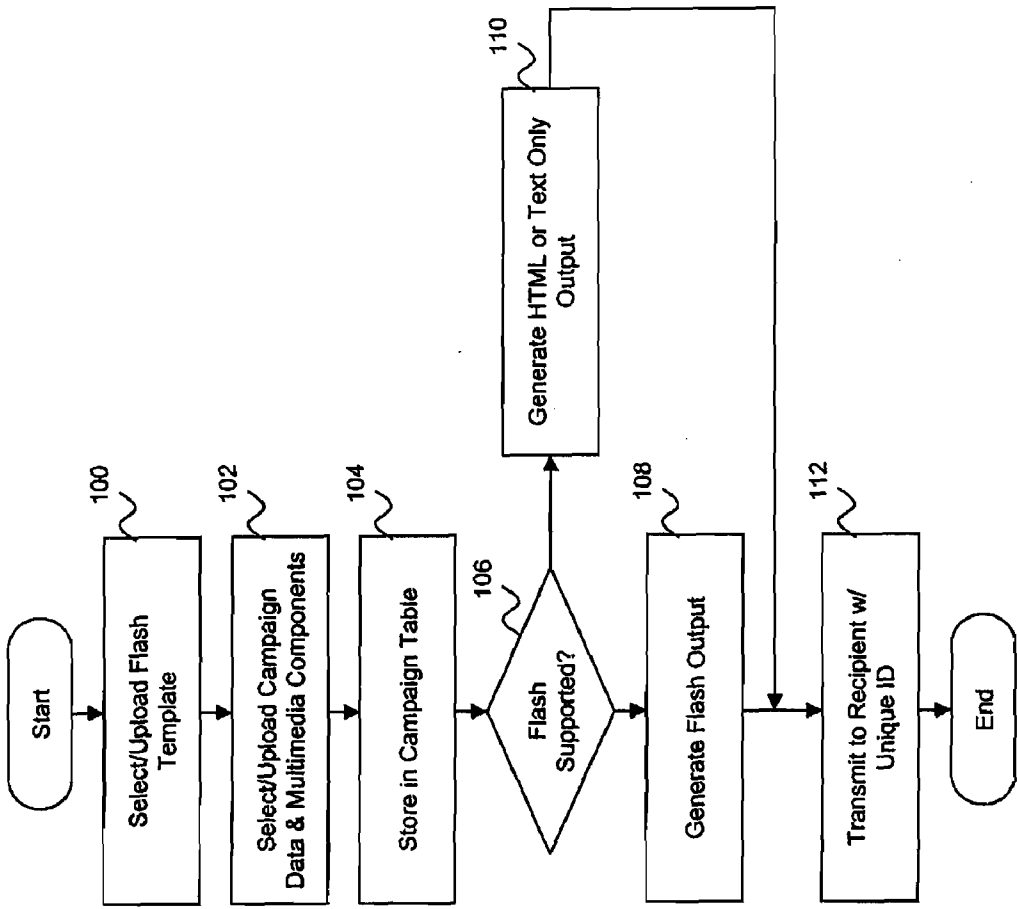 Start
100
Select/Upload Flash
Template
102
Select/Upload Campaign
Data & Multimedia Components
104
Store in Campaign Table
106
Flash
Supported?
110
Generate HTML or Text Only
Output
108
Generate Flash Output
112
Transmit to Recipient w/
Unique ID
End